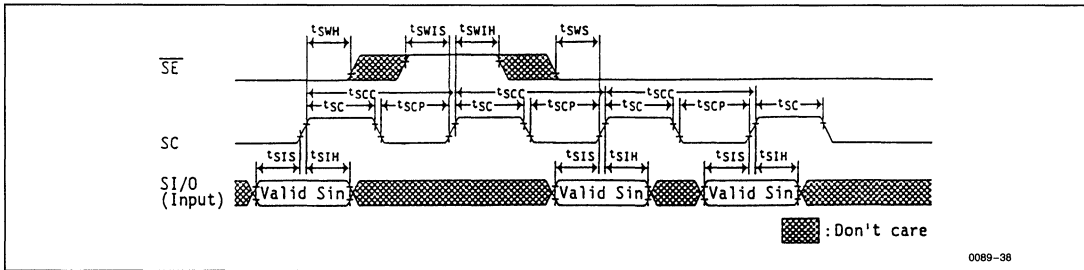 tSWH tSWIS tSWIH tSWS
SE
tSCC tSCC tSCC
tSC tSCP tSC tSCP tSC tSCP tSC
SC
tSIS tSIH tSIS tSIH tSIS tSIH
SI/O
(Input)
Valid Sin Valid Sin Valid Sin
:Don't care
0089-38